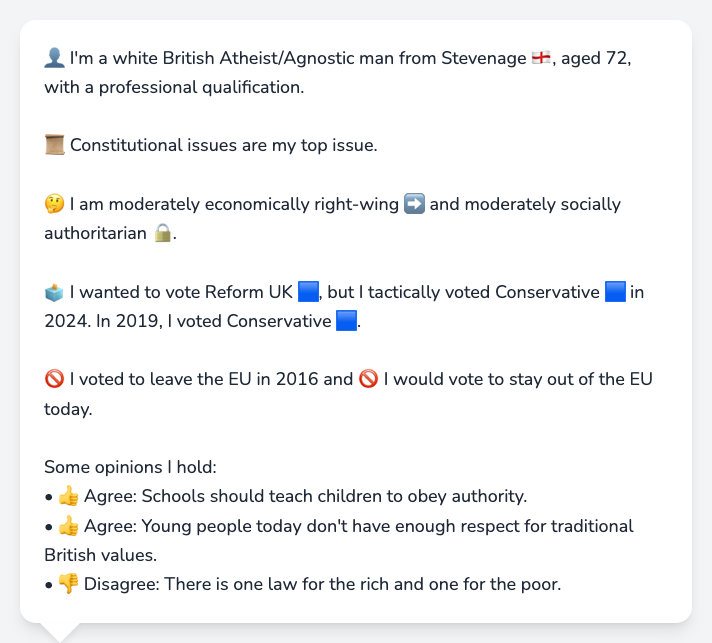 👤 I'm a white British Atheist/Agnostic man from Stevenage 🏴󠁧󠁢󠁥󠁮󠁧󠁿, aged 72,
with a professional qualification.
📜 Constitutional issues are my top issue.
🤔 I am moderately economically right-wing ➡️ and moderately socially
authoritarian 🔒.
🗳️ I wanted to vote Reform UK 🟦, but I tactically voted Conservative 🟦 in
2024. In 2019, I voted Conservative 🟦.
🚫 I voted to leave the EU in 2016 and 🚫 I would vote to stay out of the EU
today.
Some opinions I hold:
• 👍 Agree: Schools should teach children to obey authority.
• 👍 Agree: Young people today don't have enough respect for traditional
British values.
• 👎 Disagree: There is one law for the rich and one for the poor.